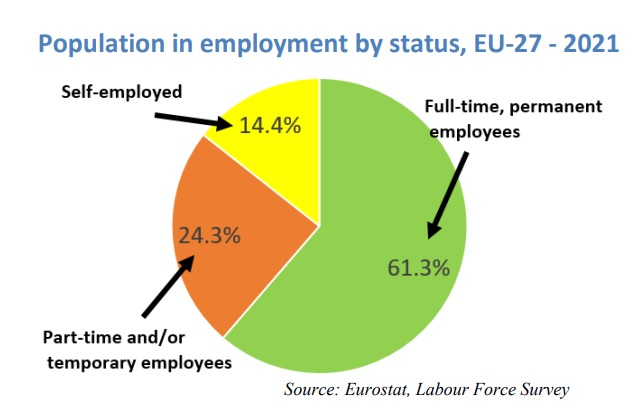 Population in employment by status, EU-27 - 2021
Self-employed
14.4%
Full-time, permanent
employees
24.3%
61.3%
Part-time and/or
temporary employees
Source: Eurostat, Labour Force Survey